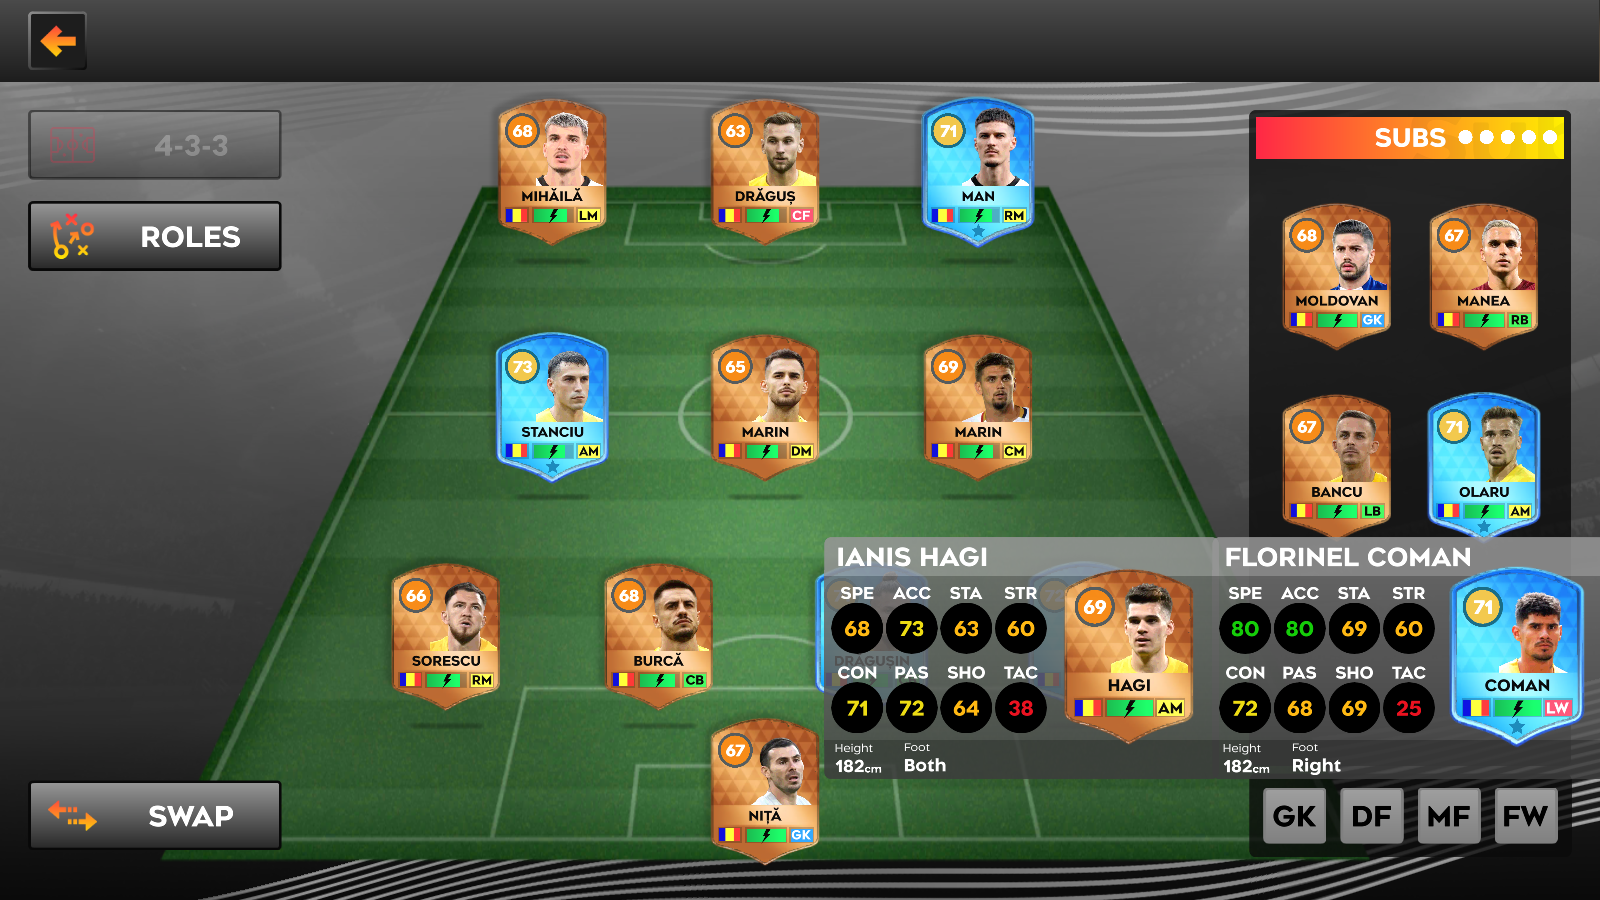 4-3-3
ROLES
68
MIHĂILĂ
LM
63
DRĂGUȘ
CF
71
MAN
RM
SUBS
68
MOLDOVAN
GK
67
MANEA
RB
73
STANCIU
AM
65
MARIN
DM
69
MARIN
CM
67
BANCU
LB
71
OLARU
AM
66
SORESCU
RM
68
BURCĂ
CB
DRĂGUȘIN
72
IANIS HAGI
SPE ACC STA STR
68 73 63 60
CON PAS SHO TAC
71 72 64 38
Height Foot
182cm Both
69
HAGI
AM
FLORINEL COMAN
SPE ACC STA STR
80 80 69 60
CON PAS SHO TAC
72 68 69 25
Height Foot
182cm Right
71
COMAN
LW
67
NIȚĂ
GK
SWAP
GK DF MF FW